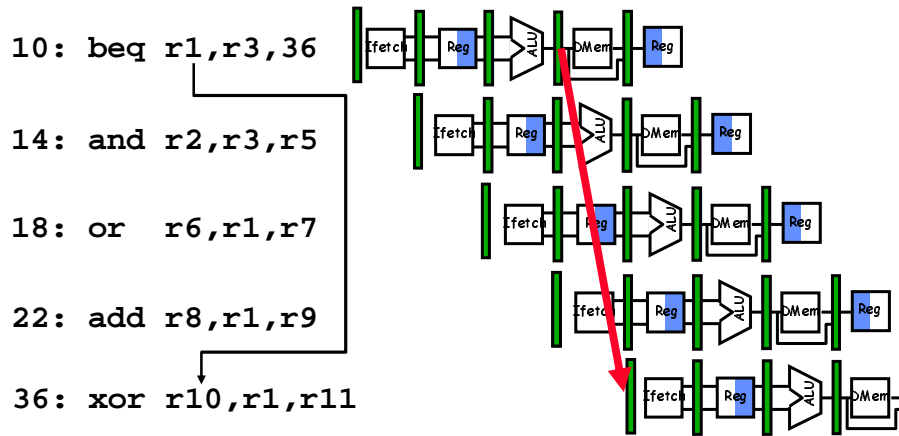 10: beq r1,r3,36 Ifetch Reg ALU DMem Reg
14: and r2,r3,r5 Ifetch Reg ALU DMem Reg
18: or r6,r1,r7 Ifetch Reg ALU DMem Reg
22: add r8,r1,r9 Ifetch Reg ALU DMem Reg
36: xor r10,r1,r11 Ifetch Reg ALU DMem